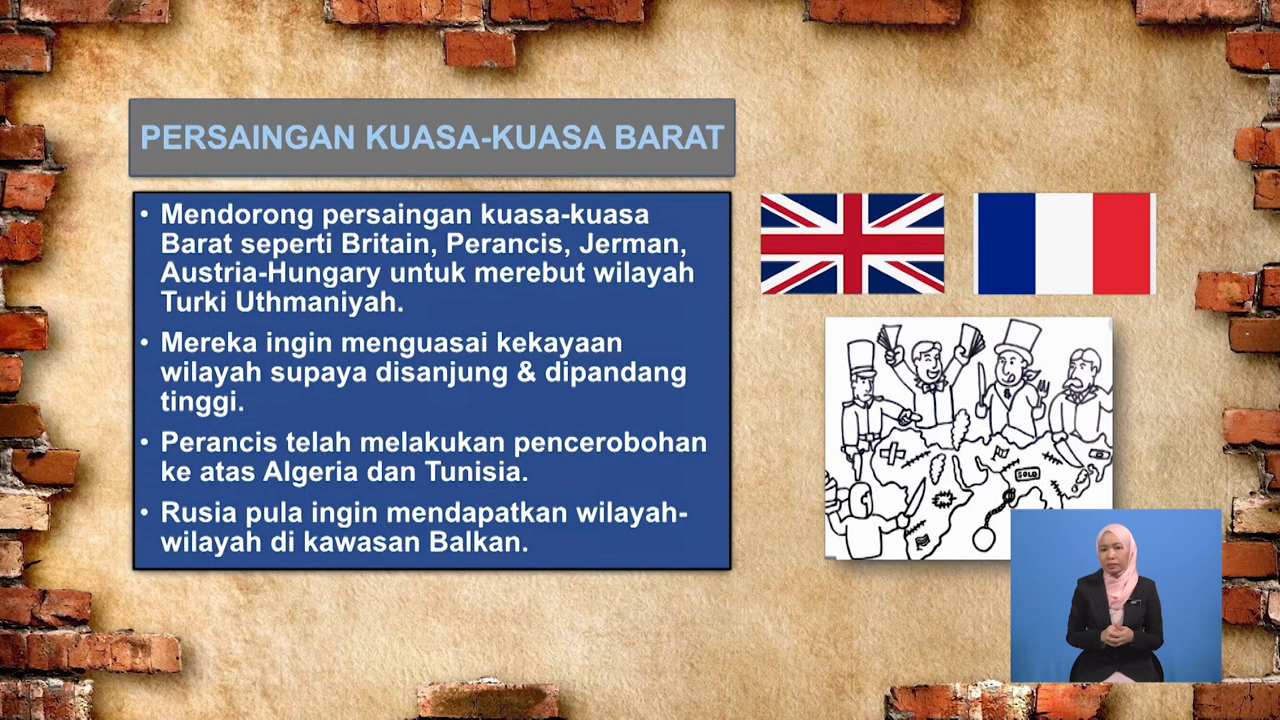 PERSAINGAN KUASA-KUASA BARAT
• Mendorong persaingan kuasa-kuasa
Barat seperti Britain, Perancis, Jerman,
Austria-Hungary untuk merebut wilayah
Turki Uthmaniyah.
• Mereka ingin menguasai kekayaan
wilayah supaya disanjung & dipandang
tinggi.
• Perancis telah melakukan pencerobohan
ke atas Algeria dan Tunisia.
• Rusia pula ingin mendapatkan wilayah-
wilayah di kawasan Balkan.
SOLD